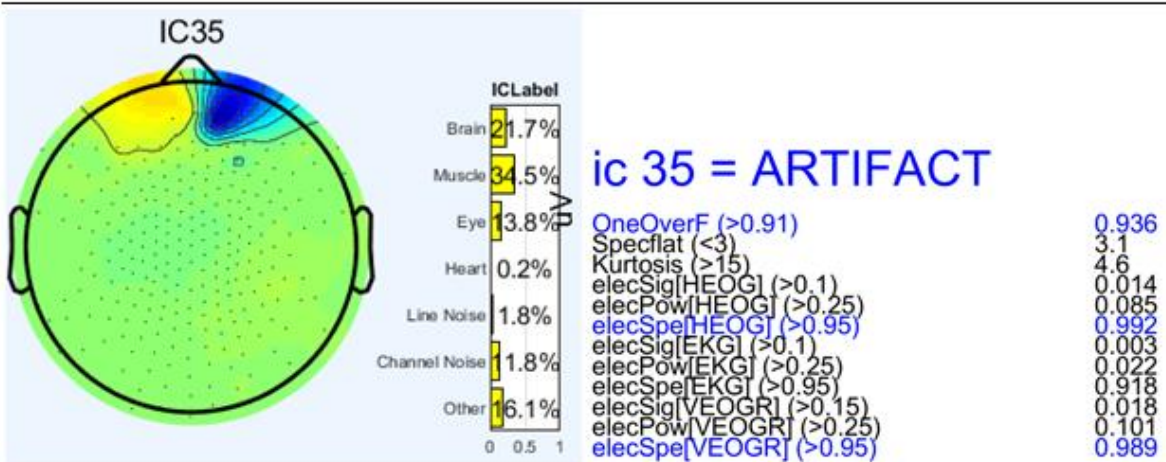 IC35
ICLabel
Brain 21.7%
Muscle 34.5%
Eye 13.8%
Heart 0.2%
Line Noise 1.8%
Channel Noise 11.8%
Other 16.1%
0 0.5 1
An
ic 35 = ARTIFACT
OneOverF (>0.91) 0.936
Specflat (<3) 3.1
Kurtosis (>15) 4.6
elecSig[HEOG] (>0.1) 0.014
elecPow[HEOG] (>0.25) 0.085
elecSpe[HEOG] (>0.95) 0.992
elecSig[EKG] (>0.1) 0.003
elecPow[EKG] (>0.25) 0.022
elecSpe[EKG] (>0.95) 0.918
elecSig[VEOGR] (>0.15) 0.018
elecPow[VEOGR] (>0.25) 0.101
elecSpe[VEOGR] (>0.95) 0.989